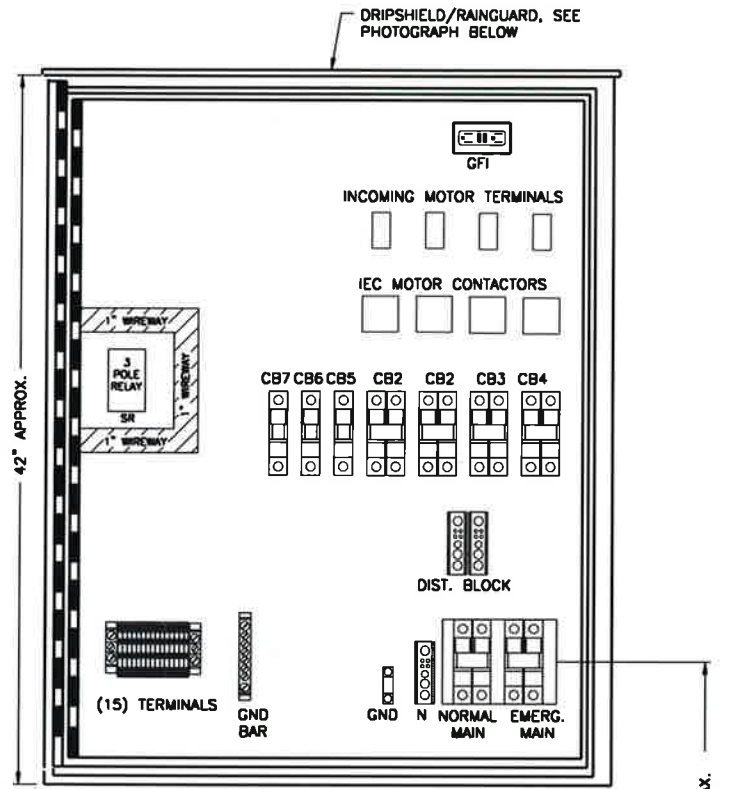 DRIPSHIELD/RAINGUARD, SEE
PHOTOGRAPH BELOW
GFI
INCOMING MOTOR TERMINALS
IEC MOTOR CONTACTORS
1" WIREWAY
3
POLE
RELAY
SR
1" WIREWAY
1" WIREWAY
CB7 CB6 CB5 CB2 CB2 CB3 CB4
42" APPROX.
DIST. BLOCK
(15) TERMINALS
GND
BAR
GND
N
NORMAL
MAIN
EMERG.
MAIN